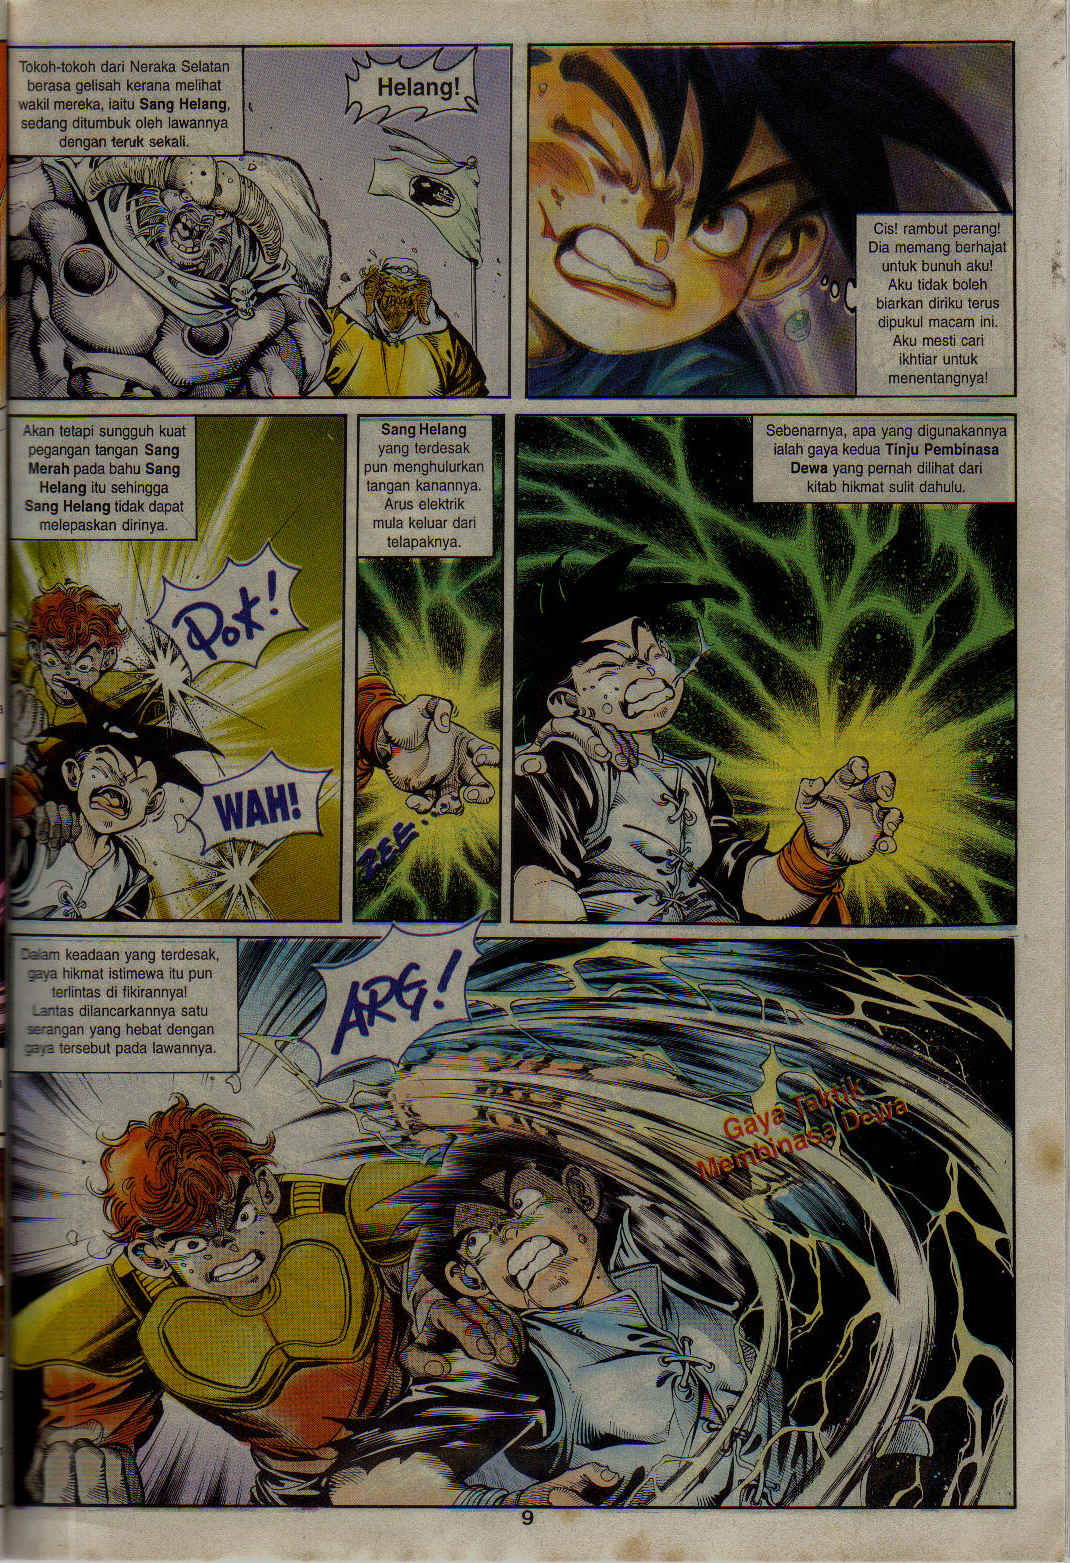 Tokoh-tokoh dari Neraka Selatan
berasa gelisah kerana melihat
wakil mereka, iaitu Sang Helang,
sedang ditumbuk oleh lawannya
dengan teruk sekali.
Helang!
Cis! rambut perang!
Dia memang berhajat
untuk bunuh aku!
Aku tidak boleh
biarkan diriku terus
dipukul macam ini.
Aku mesti cari
ikhtiar untuk
menentangnya!
Akan tetapi sungguh kuat
pegangan tangan Sang
Merah pada bahu Sang
Helang itu sehingga
Sang Helang tidak dapat
melepaskan dirinya.
POK!
WAH!
Sang Helang
yang terdesak
pun menghulurkan
tangan kanannya.
Arus elektrik
mula keluar dari
telapaknya.
ZEE..
Sebenarnya, apa yang digunakannya
ialah gaya kedua Tinju Pembinasa
Dewa yang pernah dilihat dari
kitab hikmat sulit dahulu.
Dalam keadaan yang terdesak,
gaya hikmat istimewa itu pun
terlintas di fikirannya!
Lantas dilancarkannya satu
serangan yang hebat dengan
gaya tersebut pada lawannya.
ARG!
Gaya Taktik
Membinasa Dewa
9